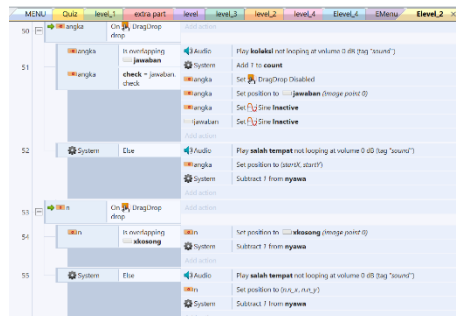 MENU Quiz level_1 extra part level level_3 level_2 level_4 Elevel_4 EMenu Elevel_2 ×
50 angka On DragDrop drop Add action
51 angka Is overlapping jawaban Audio Play koleksi not looping at volume 0 dB (tag "sound")
System Add 1 to count
angka check = jawaban.check angka Set DragDrop Disabled
angka Set position to jawaban (image point 0)
angka Set Sine Inactive
jawaban Set Sine Inactive
Add action
52 System Else Audio Play salah tempat not looping at volume 0 dB (tag "sound")
angka Set position to (startX, startY)
System Subtract 1 from nyawa
Add action
53 n On DragDrop drop Add action
54 n Is overlapping xkosong n Set position to xkosong (image point 0)
System Subtract 1 from nyawa
Add action
55 System Else Audio Play salah tempat not looping at volume 0 dB (tag "sound")
n Set position to (n.n_x, n.n_y)
System Subtract 1 from nyawa